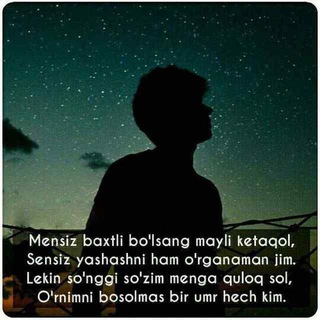 Mensiz baxtli bo'lsang mayli ketaqol,
Sensiz yashashni ham o'rganaman jim.
Lekin so'nggi so'zim menga quloq sol,
O'rnimni bosolmas bir umr hech kim.